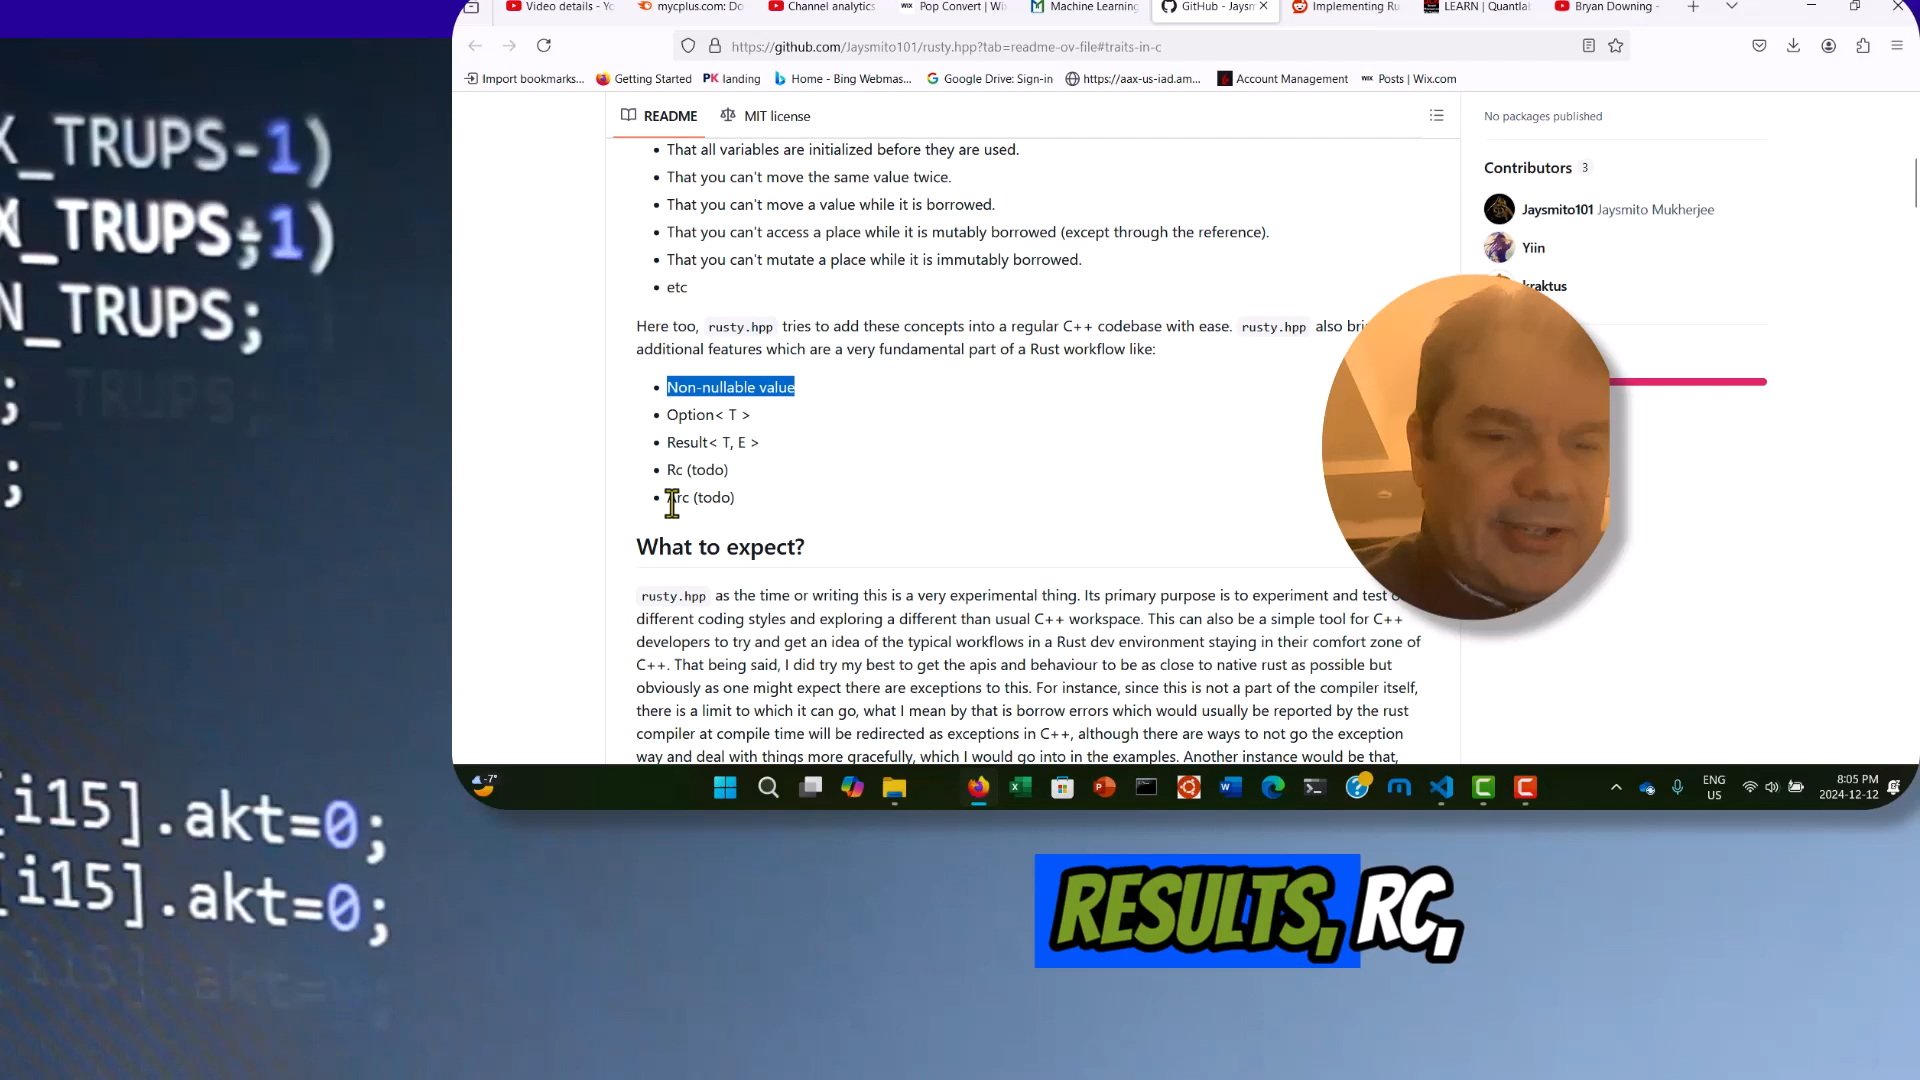 X_TRUPS-1)
X_TRUPS;1)
N_TRUPS;
;
;
[i15].akt=0;
[i15].akt=0;
Video details - Yo
mycplus.com: Do
Channel analytics
WIX Pop Convert | Wi
Machine Learning
GitHub - Jaysm
Implementing Ru
LEARN | Quantla
Bryan Downing -
https://github.com/Jaysmito101/rusty.hpp?tab=readme-ov-file#traits-in-c
Import bookmarks...
Getting Started
PK landing
Home - Bing Webmas...
Google Drive: Sign-in
https://aax-us-iad.am...
Account Management
WIX Posts | Wix.com
README
MIT license
That all variables are initialized before they are used.
That you can't move the same value twice.
That you can't move a value while it is borrowed.
That you can't access a place while it is mutably borrowed (except through the reference).
That you can't mutate a place while it is immutably borrowed.
etc
Here too, rusty.hpp tries to add these concepts into a regular C++ codebase with ease. rusty.hpp also bri
additional features which are a very fundamental part of a Rust workflow like:
Non-nullable value
Option< T >
Result< T, E >
Rc (todo)
Arc (todo)
What to expect?
rusty.hpp as the time or writing this is a very experimental thing. Its primary purpose is to experiment and test o
different coding styles and exploring a different than usual C++ workspace. This can also be a simple tool for C++
developers to try and get an idea of the typical workflows in a Rust dev environment staying in their comfort zone of
C++. That being said, I did try my best to get the apis and behaviour to be as close to native rust as possible but
obviously as one might expect there are exceptions to this. For instance, since this is not a part of the compiler itself,
there is a limit to which it can go, what I mean by that is borrow errors which would usually be reported by the rust
compiler at compile time will be redirected as exceptions in C++, although there are ways to not go the exception
way and deal with things more gracefully, which I would go into in the examples. Another instance would be that,
No packages published
Contributors 3
Jaysmito101 Jaysmito Mukherjee
Yiin
kraktus
-7°
ENG
US
8:05 PM
2024-12-12
RESULTS, RC,